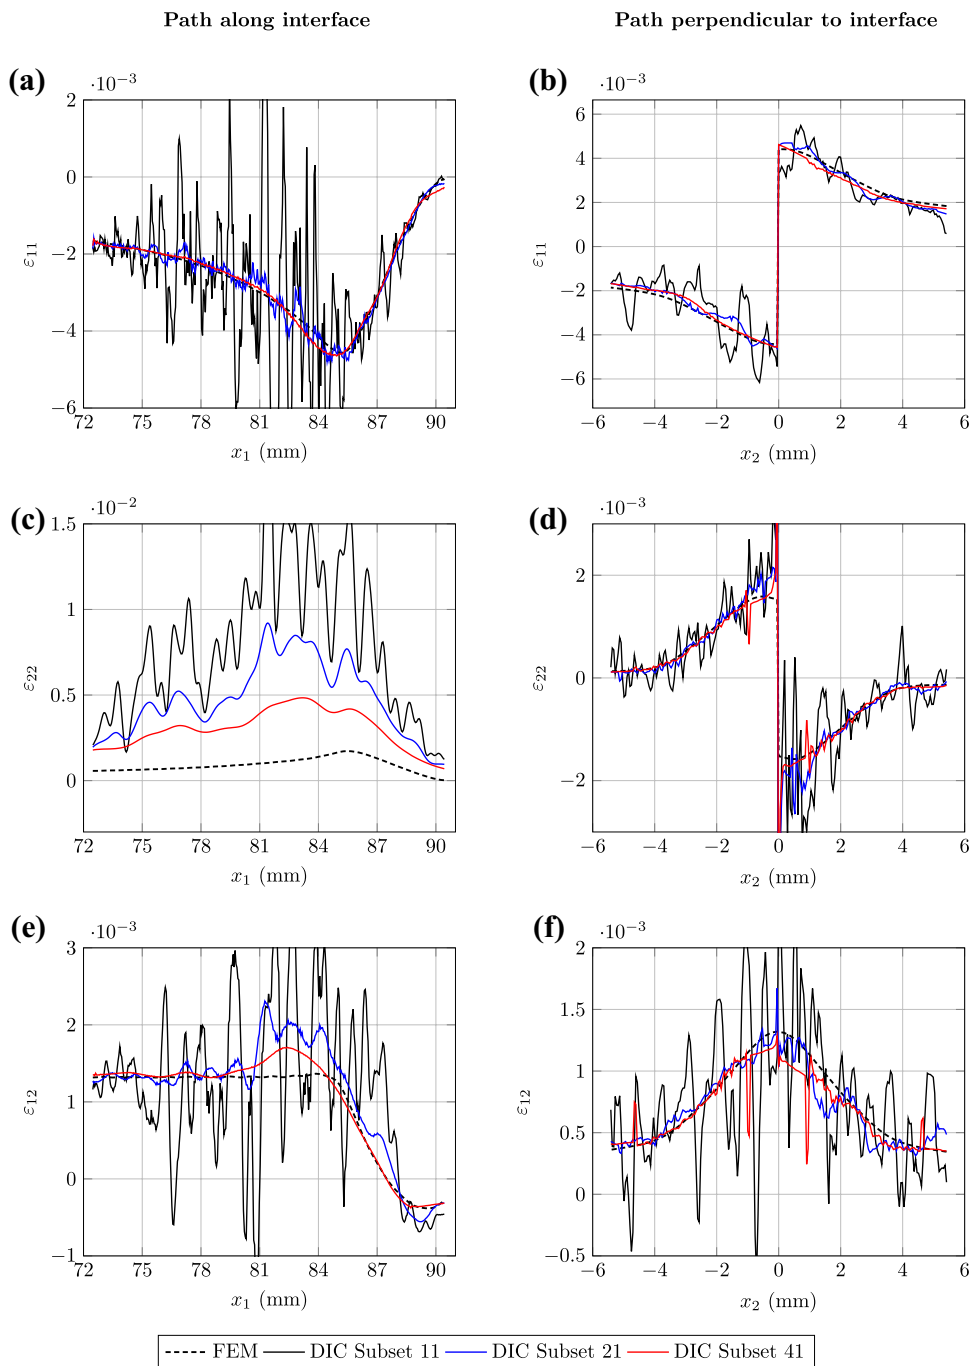 Path along interface
Path perpendicular to interface
(a)
·10⁻³
2
0
−2
−4
−6
ε₁₁
72 75 78 81 84 87 90
x₁ (mm)
(b)
·10⁻³
6
4
2
0
−2
−4
−6
ε₁₁
−6 −4 −2 0 2 4 6
x₂ (mm)
(c)
·10⁻²
1.5
1
0.5
0
ε₂₂
72 75 78 81 84 87 90
x₁ (mm)
(d)
·10⁻³
2
0
−2
ε₂₂
−6 −4 −2 0 2 4 6
x₂ (mm)
(e)
·10⁻³
3
2
1
0
−1
ε₁₂
72 75 78 81 84 87 90
x₁ (mm)
(f)
·10⁻³
2
1.5
1
0.5
0
−0.5
ε₁₂
−6 −4 −2 0 2 4 6
x₂ (mm)
FEM DIC Subset 11 DIC Subset 21 DIC Subset 41